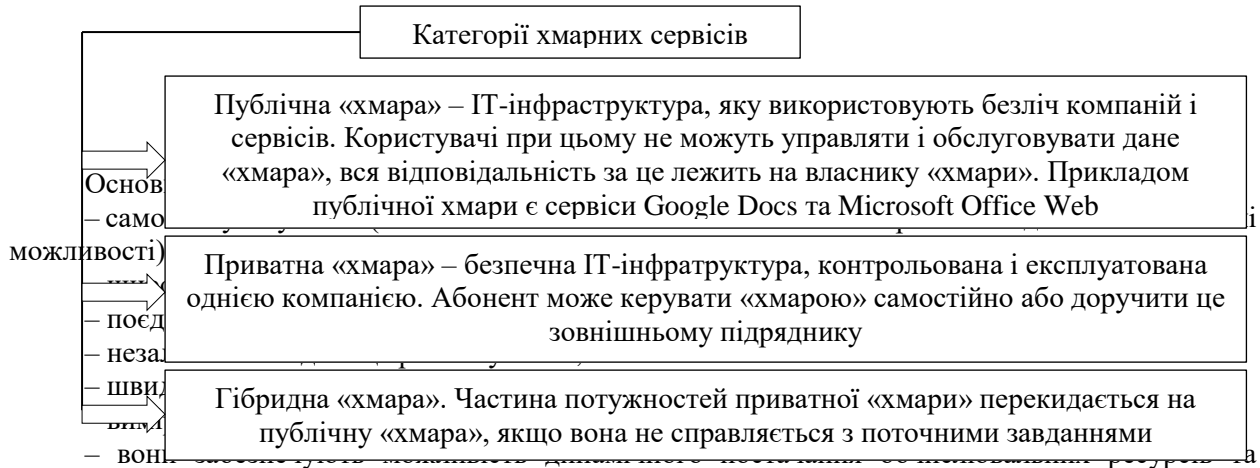 Категорії хмарних сервісів
Публічна «хмара» – ІТ-інфраструктура, яку використовують безліч компаній і
сервісів. Користувачі при цьому не можуть управляти і обслуговувати дане
«хмара», вся відповідальність за це лежить на власнику «хмари». Прикладом
публічної хмари є сервіси Google Docs та Microsoft Office Web
Основ
– само
і
можливості)
Приватна «хмара» – безпечна ІТ-інфратруктура, контрольована і експлуатована
однією компанією. Абонент може керувати «хмарою» самостійно або доручити це
зовнішньому підряднику
– поєд
– неза
– швид
Гібридна «хмара». Частина потужностей приватної «хмари» перекидається на
публічну «хмара», якщо вона не справляється з поточними завданнями
– вони